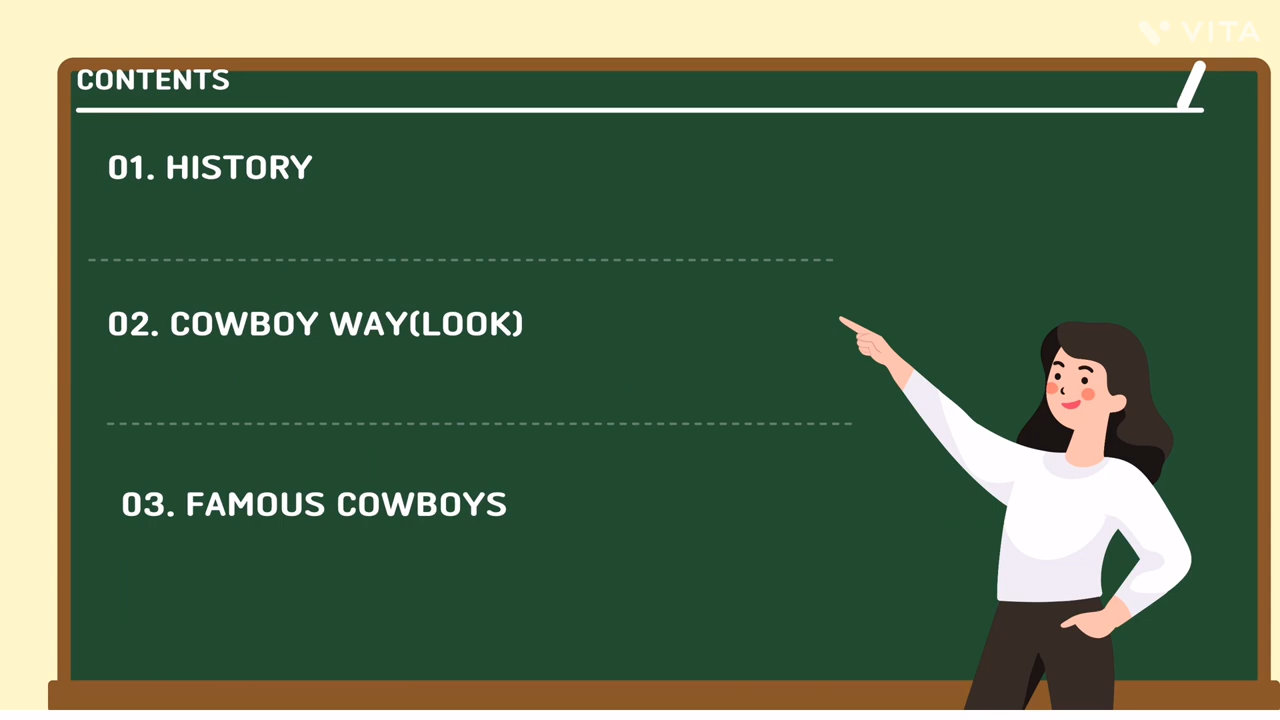 VITA
CONTENTS
01. HISTORY
02. COWBOY WAY(LOOK)
03. FAMOUS COWBOYS